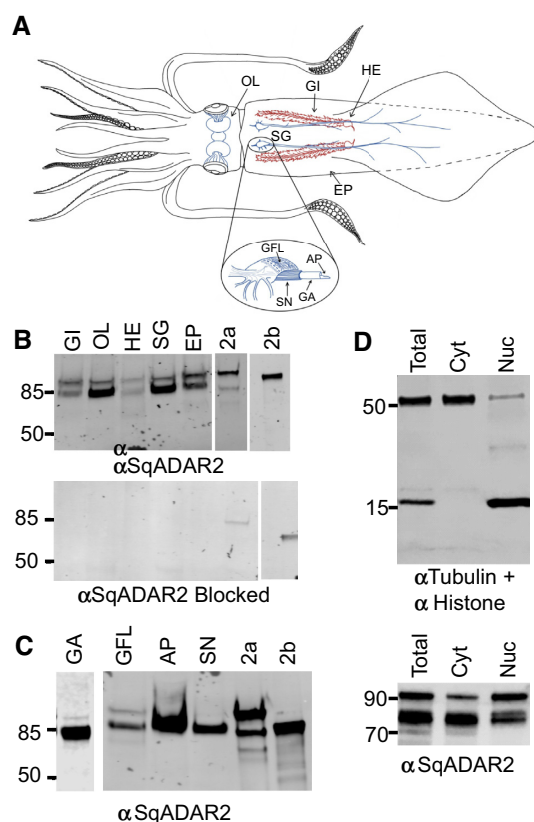 A
OL
GI
HE
SG
EP
GFL
AP
SN
GA
B
GI OL HE SG EP 2a 2b
85
50
α
αSqADAR2
85
50
αSqADAR2 Blocked
C
GA GFL AP SN 2a 2b
85
50
α SqADAR2
D
Total Cyt Nuc
50
15
αTubulin +
α Histone
Total Cyt Nuc
90
70
α SqADAR2